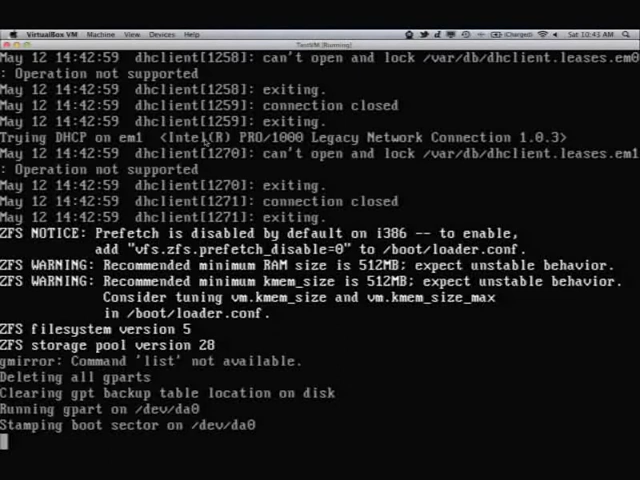 VirtualBox VM Machine View Devices Help (Charged) Sat 10:43 AM
TestVM [Running]
May 12 14:42:59 dhclient[1258]: can't open and lock /var/db/dhclient.leases.em0
: Operation not supported
May 12 14:42:59 dhclient[1258]: exiting.
May 12 14:42:59 dhclient[1259]: connection closed
May 12 14:42:59 dhclient[1259]: exiting.
Trying DHCP on em1 <Intel(R) PRO/1000 Legacy Network Connection 1.0.3>
May 12 14:42:59 dhclient[1270]: can't open and lock /var/db/dhclient.leases.em1
: Operation not supported
May 12 14:42:59 dhclient[1270]: exiting.
May 12 14:42:59 dhclient[1271]: connection closed
May 12 14:42:59 dhclient[1271]: exiting.
ZFS NOTICE: Prefetch is disabled by default on i386 -- to enable,
add "vfs.zfs.prefetch_disable=0" to /boot/loader.conf.
ZFS WARNING: Recommended minimum RAM size is 512MB; expect unstable behavior.
ZFS WARNING: Recommended minimum kmem_size is 512MB; expect unstable behavior.
Consider tuning vm.kmem_size and vm.kmem_size_max
in /boot/loader.conf.
ZFS filesystem version 5
ZFS storage pool version 28
gmirror: Command 'list' not available.
Deleting all gparts
Clearing gpt backup table location on disk
Running gpart on /dev/da0
Stamping boot sector on /dev/da0